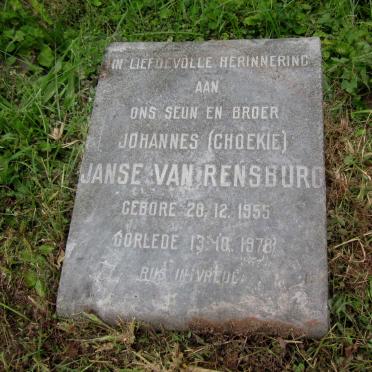 IN LIEFDEVOLLE HERINNERING
AAN
ONS SEUN EN BROER
JOHANNES (CHOEKIE)
JANSE VAN RENSBURG
GEBORE 28.12.1955
OORLEDE 13.10.1978
RUS IN VREDE